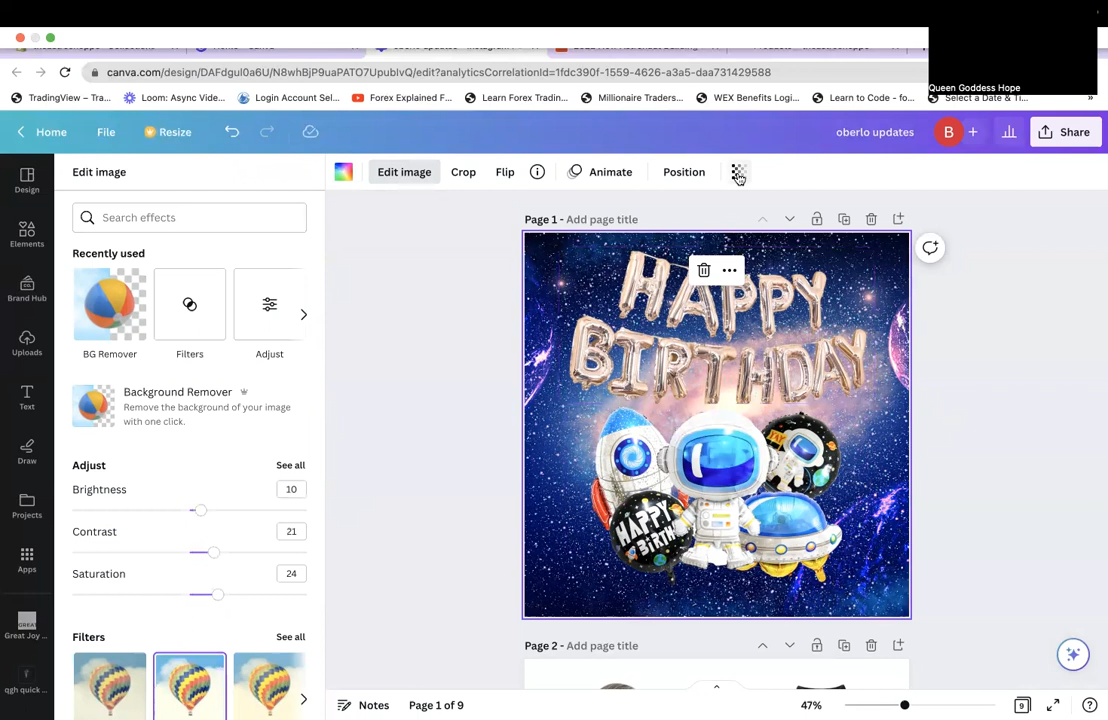 Queen Goddess Hope
canva.com/design/DAFdgul0a6U/N8whBjP9uaPATO7UpubIvQ/edit?analyticsCorrelationId=1fdc390f-1559-4626-a3a5-daa731429588
TradingView – Tra...
Loom: Async Vide...
Login Account Sel...
Forex Explained F...
Learn Forex Tradin...
Millionaire Traders...
WEX Benefits Logi...
Learn to Code - fo...
Select a Date & Ti...
»
Home
File
Resize
oberlo updates
B
+
Share
Design
Elements
Brand Hub
Uploads
Text
Draw
Projects
Apps
Great Joy ...
qgh quick ...
Edit image
Search effects
Recently used
BG Remover
Filters
Adjust
Background Remover
Remove the background of your image
with one click.
Adjust
See all
Brightness
10
Contrast
21
Saturation
24
Filters
See all
Edit image
Crop
Flip
Animate
Position
Page 1 - Add page title
HAPPY
BIRTHDAY
YAY
HAPPY
BIRTH
Page 2 - Add page title
Notes
Page 1 of 9
47%
9